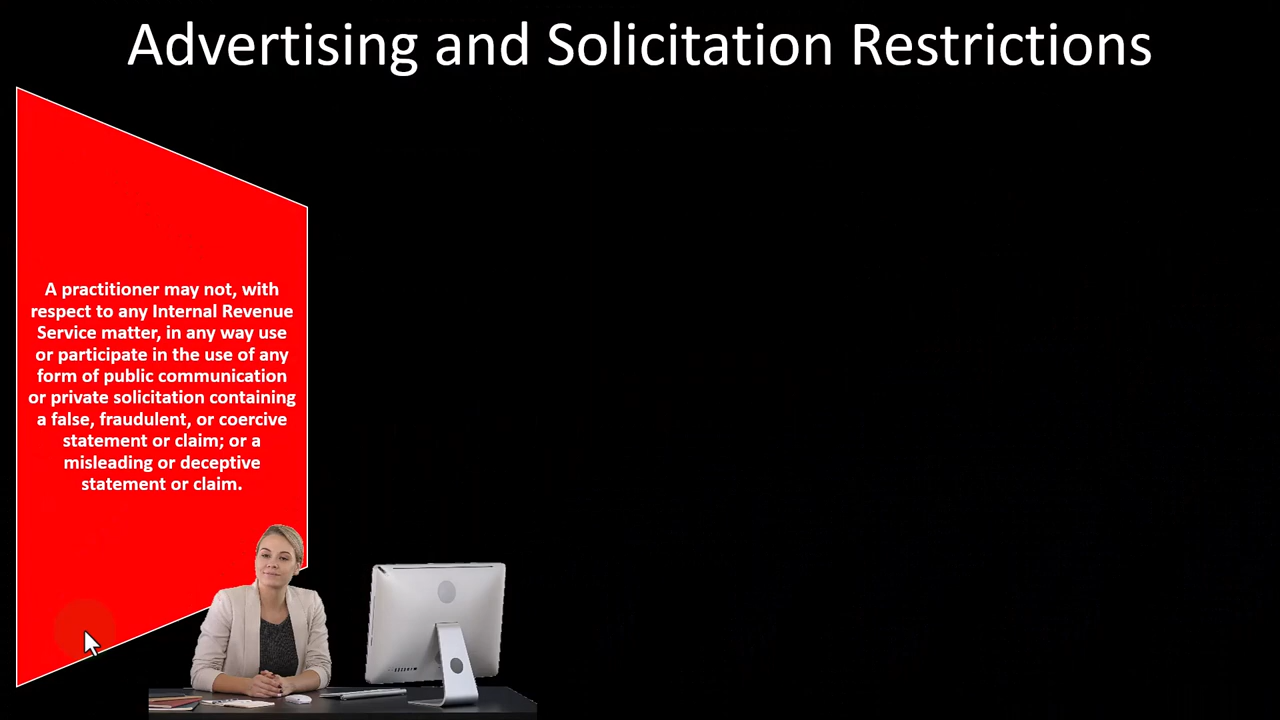 Advertising and Solicitation Restrictions
A practitioner may not, with
respect to any Internal Revenue
Service matter, in any way use
or participate in the use of any
form of public communication
or private solicitation containing
a false, fraudulent, or coercive
statement or claim; or a
misleading or deceptive
statement or claim.